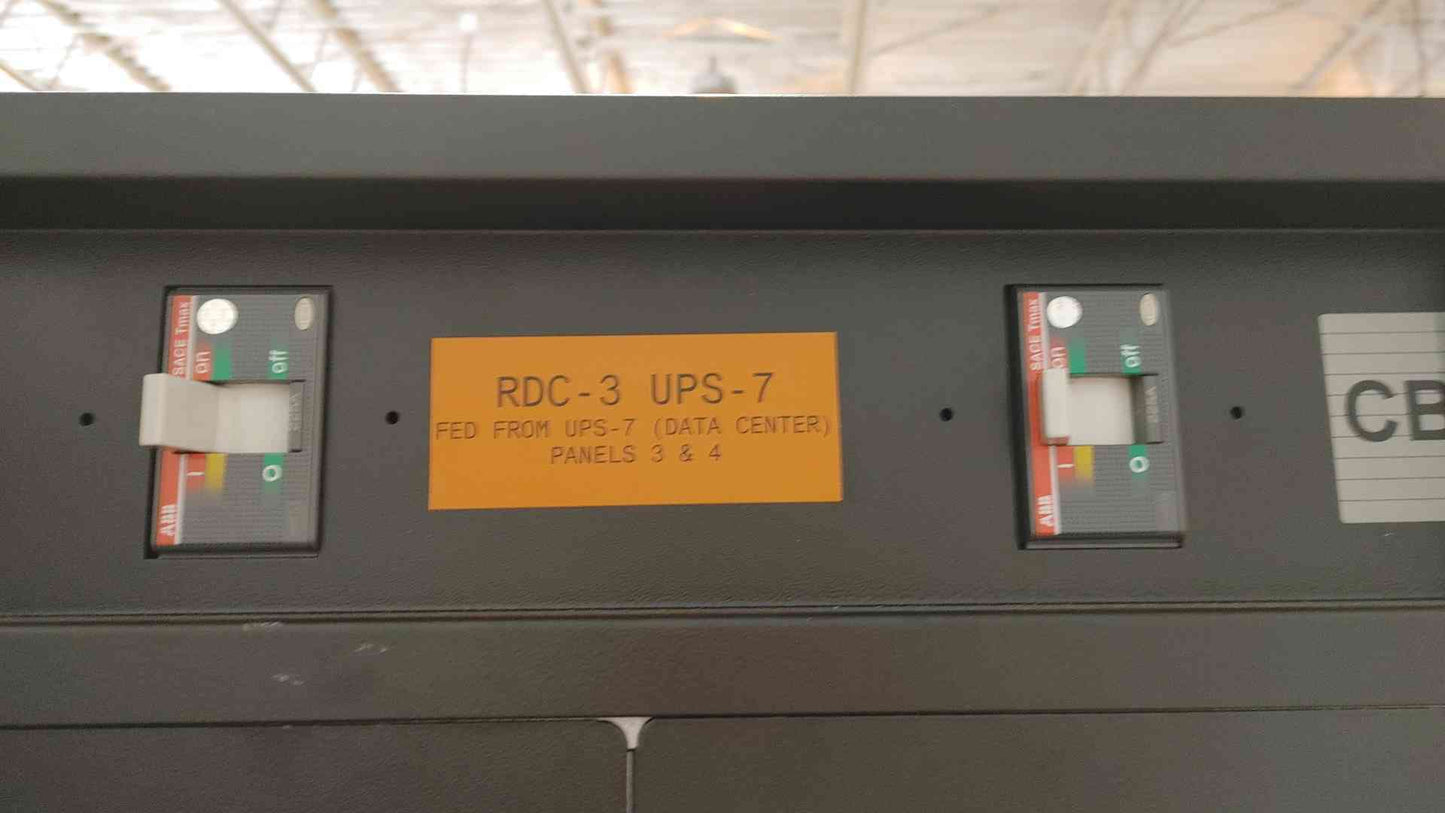 SACE Tmax
on
off
I
O
ABB
RDC-3 UPS-7
FED FROM UPS-7 (DATA CENTER)
PANELS 3 & 4
SACE Tmax
on
off
I
O
ABB
CB